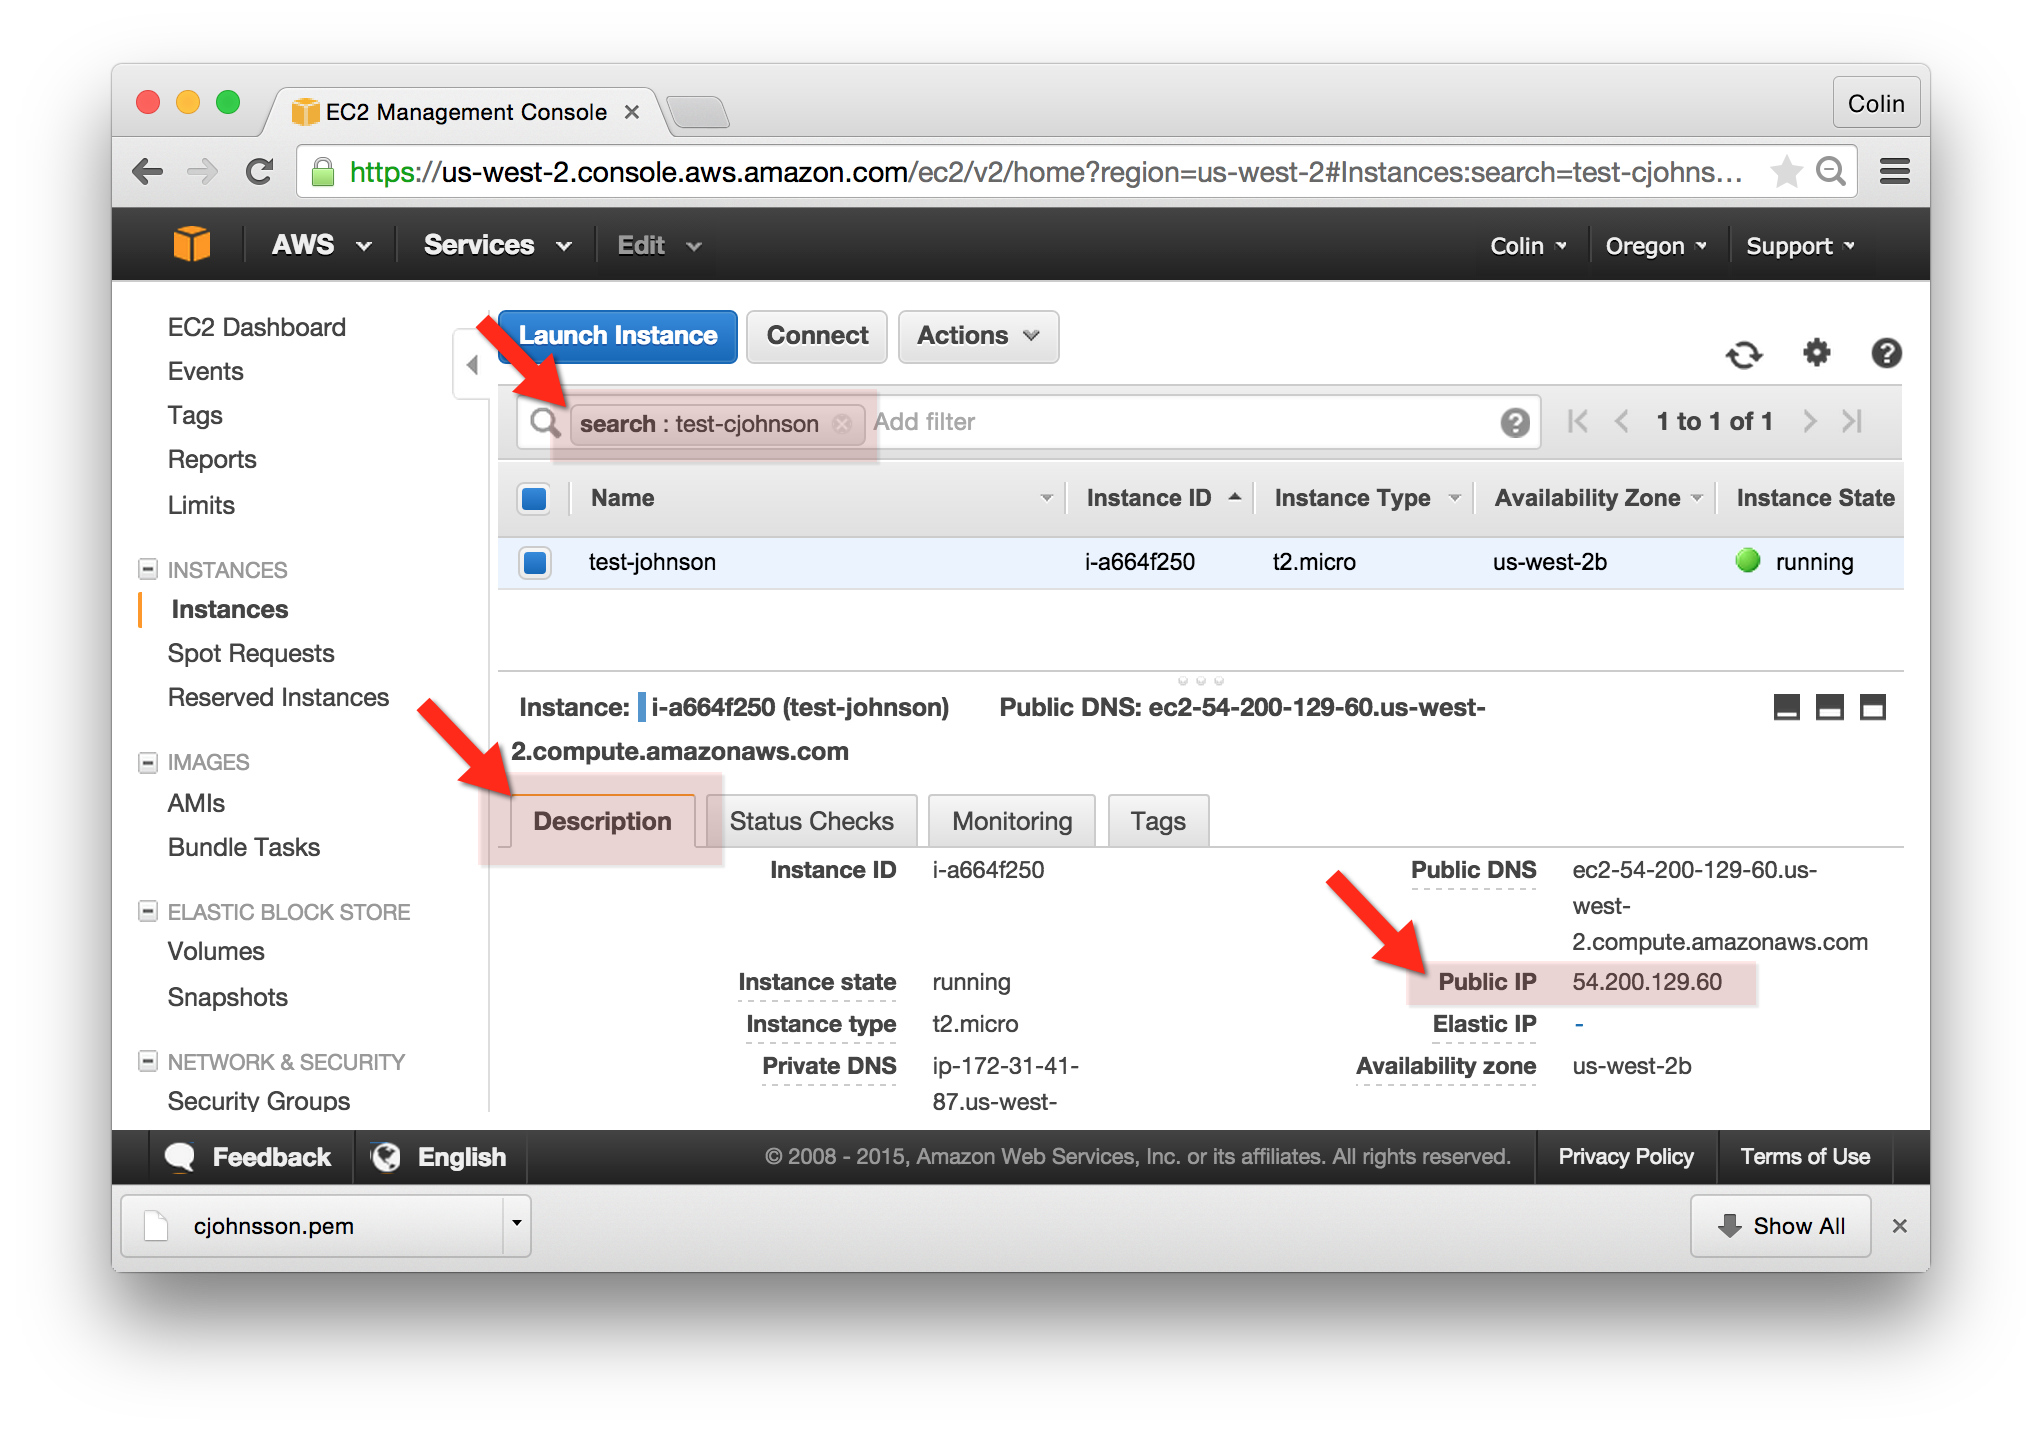 EC2 Management Console
Colin
https://us-west-2.console.aws.amazon.com/ec2/v2/home?region=us-west-2#Instances:search=test-cjohns...
AWS Services Edit Colin Oregon Support
EC2 Dashboard
Events
Tags
Reports
Limits
INSTANCES
Instances
Spot Requests
Reserved Instances
IMAGES
AMIs
Bundle Tasks
ELASTIC BLOCK STORE
Volumes
Snapshots
NETWORK & SECURITY
Security Groups
Launch Instance Connect Actions
search : test-cjohnson Add filter 1 to 1 of 1
Name Instance ID Instance Type Availability Zone Instance State
test-johnson i-a664f250 t2.micro us-west-2b running
Instance: i-a664f250 (test-johnson) Public DNS: ec2-54-200-129-60.us-west-
2.compute.amazonaws.com
Description Status Checks Monitoring Tags
Instance ID i-a664f250
Instance state running
Instance type t2.micro
Private DNS ip-172-31-41-
87.us-west-
Public DNS ec2-54-200-129-60.us-
west-
2.compute.amazonaws.com
Public IP 54.200.129.60
Elastic IP -
Availability zone us-west-2b
Feedback English © 2008 - 2015, Amazon Web Services, Inc. or its affiliates. All rights reserved. Privacy Policy Terms of Use
cjohnsson.pem Show All